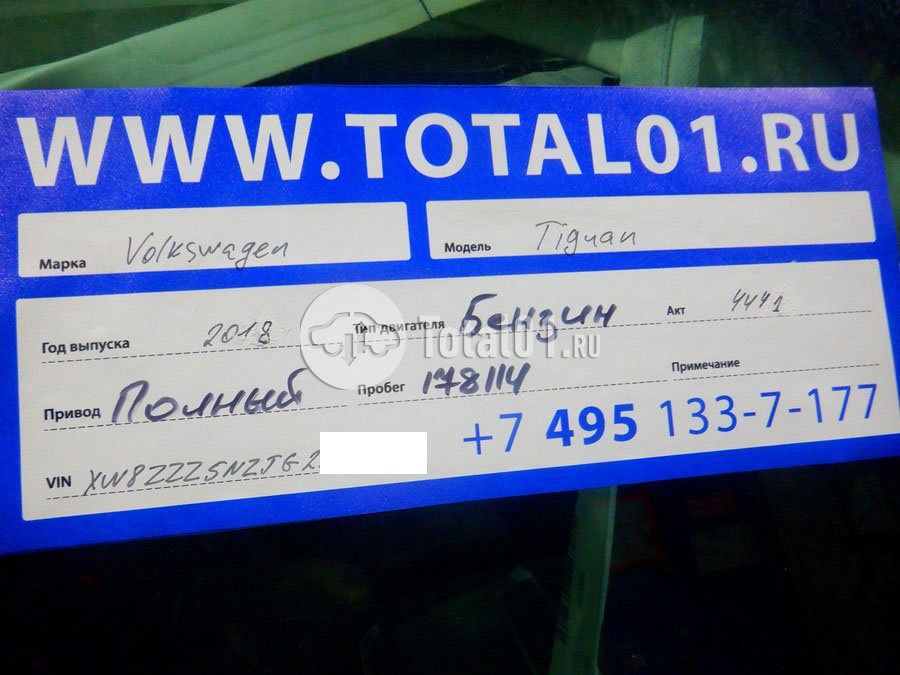 WWW.TOTAL01.RU
Марка Volkswagen Модель Tiguan
Год выпуска 2018 Тип двигателя Бензин Акт 4441
Total01.RU
Привод Полный Пробег 178114 Примечание
+7 495 133-7-177
VIN XW8ZZZ5NZJG2